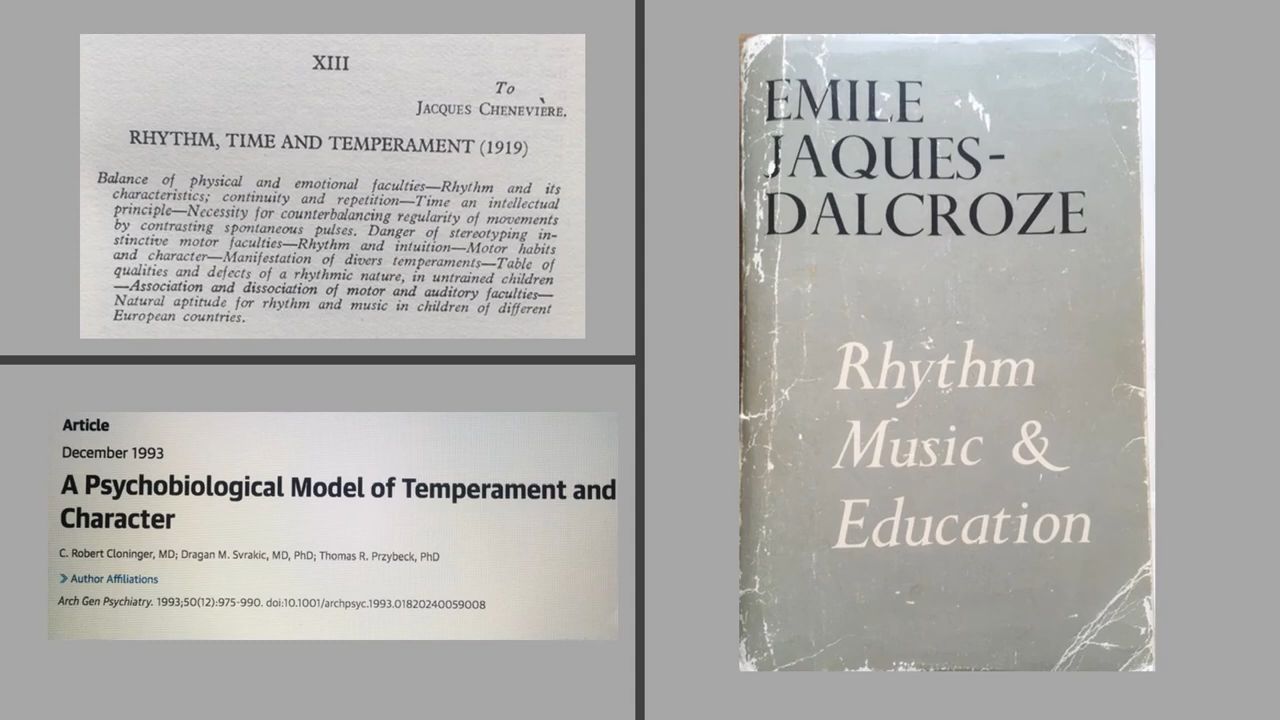 XIII
To
JACQUES CHENEVIÈRE.
RHYTHM, TIME AND TEMPERAMENT (1919)
Balance of physical and emotional faculties—Rhythm and its
characteristics; continuity and repetition—Time an intellectual
principle—Necessity for counterbalancing regularity of movements
by contrasting spontaneous pulses. Danger of stereotyping in-
stinctive motor faculties—Rhythm and intuition—Motor habits
and character—Manifestation of divers temperaments—Table of
qualities and defects of a rhythmic nature, in untrained children
—Association and dissociation of motor and auditory faculties—
Natural aptitude for rhythm and music in children of different
European countries.
Article
December 1993
A Psychobiological Model of Temperament and
Character
C. Robert Cloninger, MD; Dragan M. Svrakic, MD, PhD; Thomas R. Przybeck, PhD
» Author Affiliations
Arch Gen Psychiatry. 1993;50(12):975-990. doi:10.1001/archpsyc.1993.01820240059008
EMILE
JAQUES-
DALCROZE
Rhythm
Music &
Education